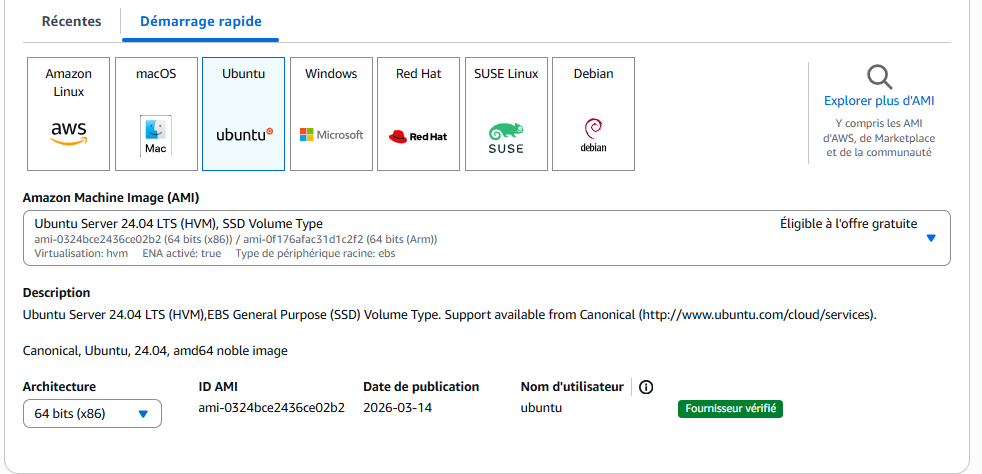 Récentes
Démarrage rapide
Amazon
Linux
aws
macOS
Mac
Ubuntu
ubuntu
Windows
Microsoft
Red Hat
Red Hat
SUSE Linux
SUSE
Debian
debian
Explorer plus d'AMI
Y compris les AMI
d'AWS, de Marketplace
et de la communauté
Amazon Machine Image (AMI)
Ubuntu Server 24.04 LTS (HVM), SSD Volume Type
Éligible à l'offre gratuite
ami-0324bce2436ce02b2 (64 bits (x86)) / ami-0f176afac31d1c2f2 (64 bits (Arm))
Virtualisation: hvm ENA activé: true Type de périphérique racine: ebs
Description
Ubuntu Server 24.04 LTS (HVM),EBS General Purpose (SSD) Volume Type. Support available from Canonical (http://www.ubuntu.com/cloud/services).
Canonical, Ubuntu, 24.04, amd64 noble image
Architecture ID AMI Date de publication Nom d'utilisateur
64 bits (x86) ami-0324bce2436ce02b2 2026-03-14 ubuntu Fournisseur vérifié